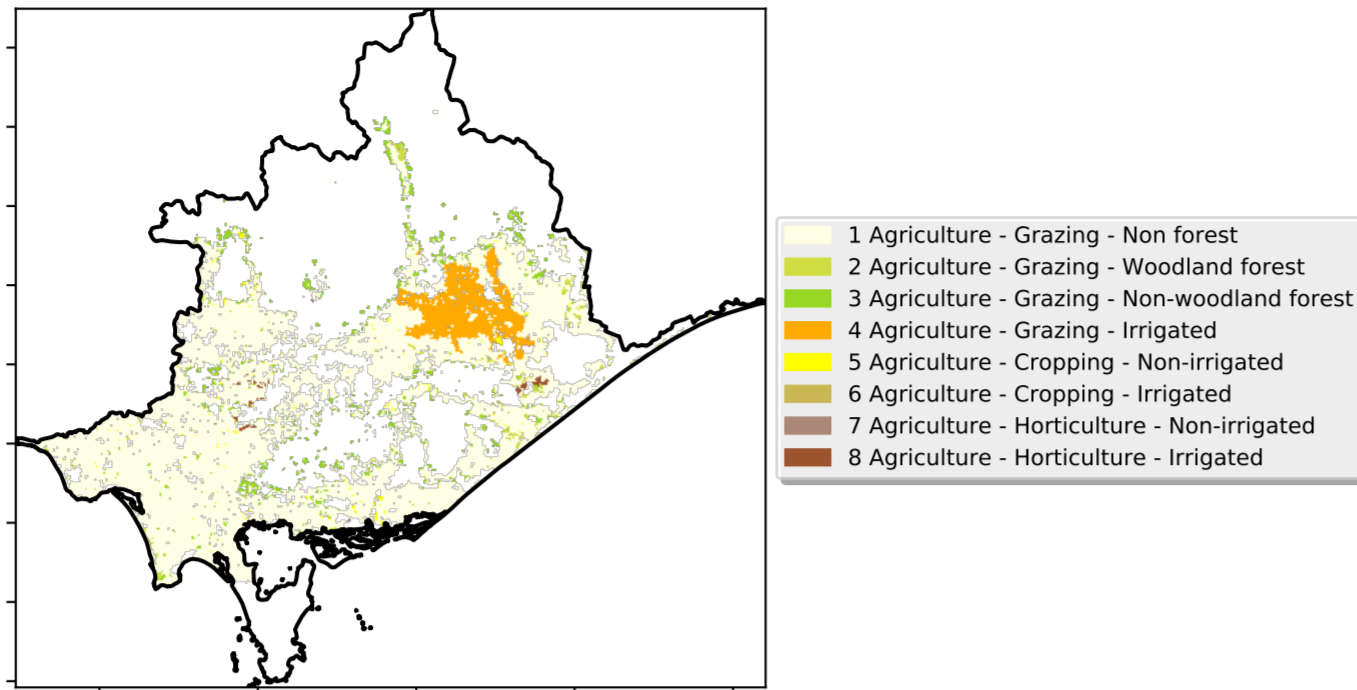 1 Agriculture - Grazing - Non forest
2 Agriculture - Grazing - Woodland forest
3 Agriculture - Grazing - Non-woodland forest
4 Agriculture - Grazing - Irrigated
5 Agriculture - Cropping - Non-irrigated
6 Agriculture - Cropping - Irrigated
7 Agriculture - Horticulture - Non-irrigated
8 Agriculture - Horticulture - Irrigated